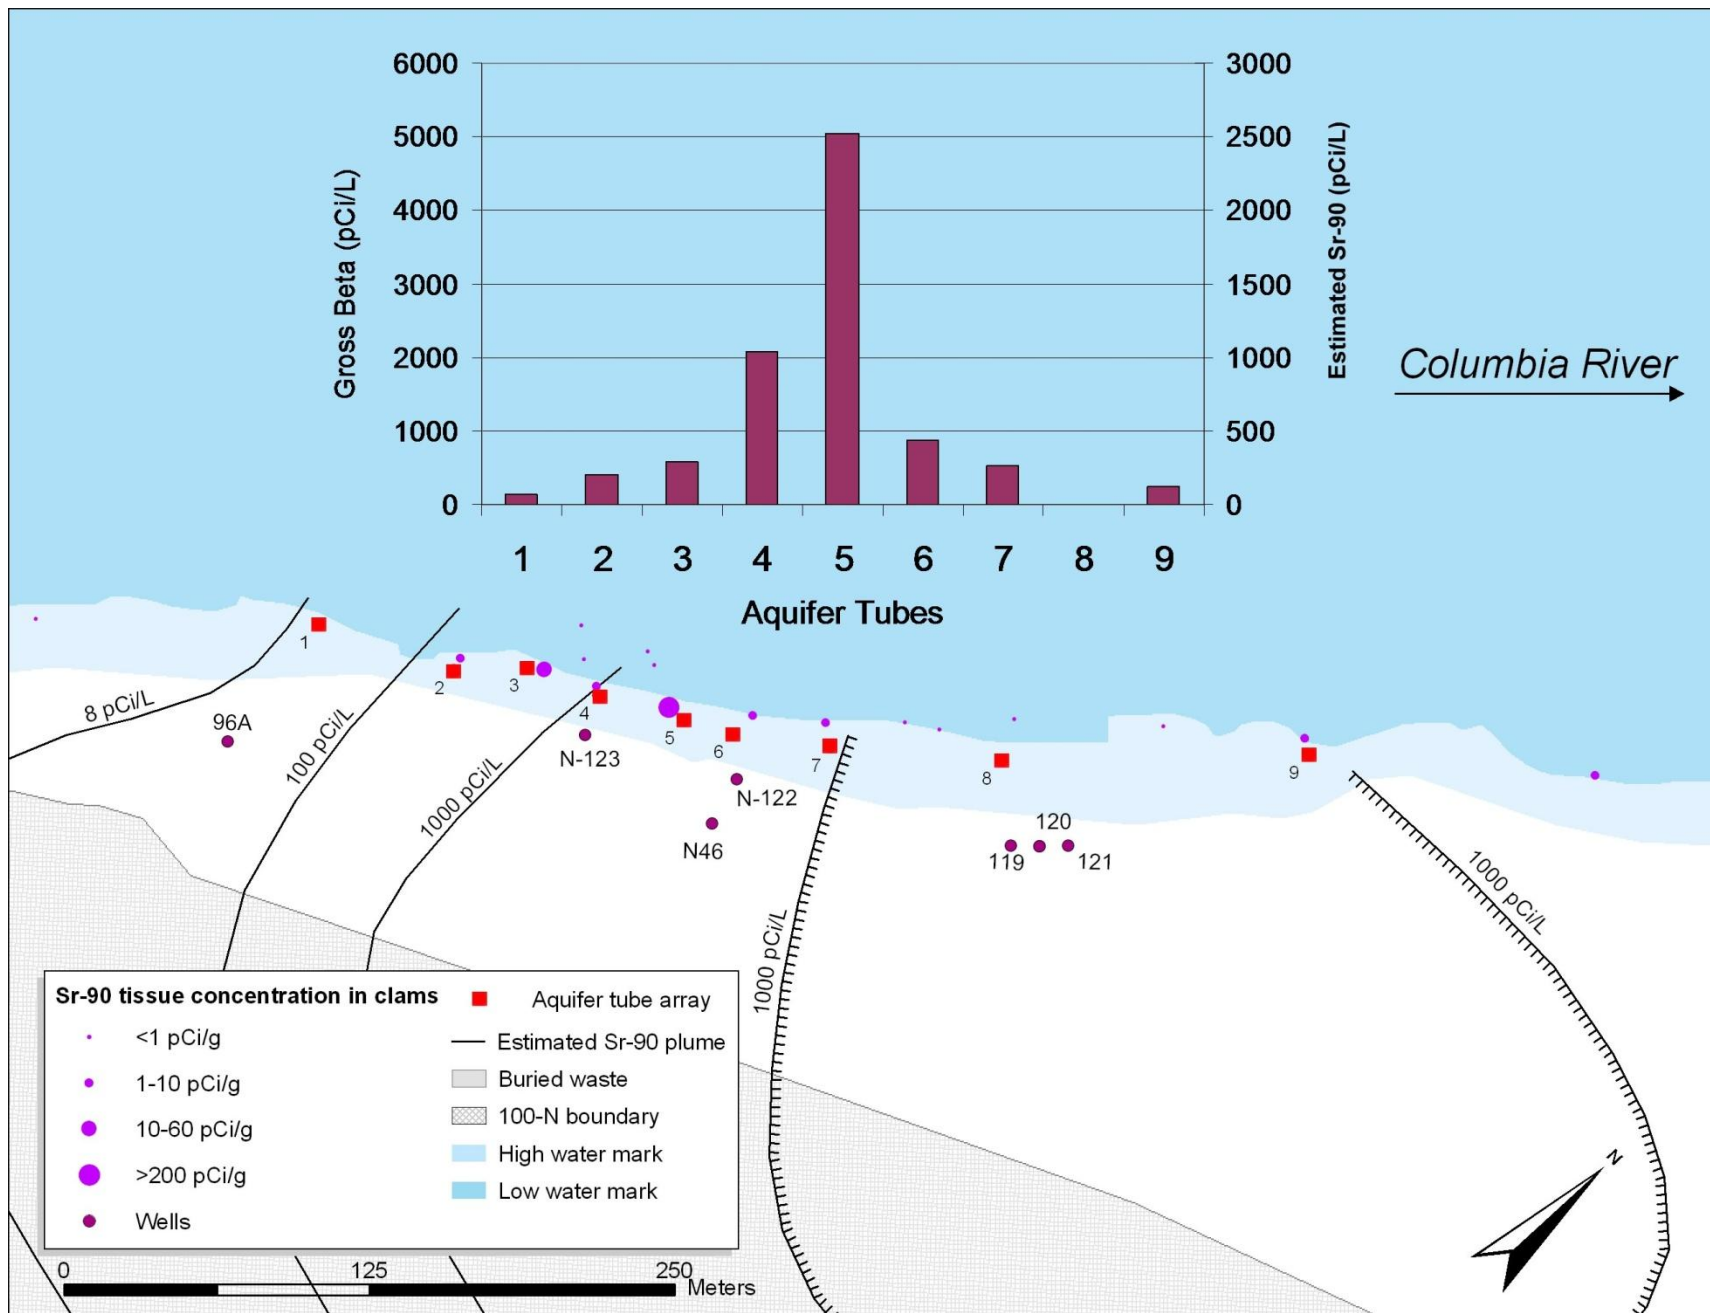 6000
5000
4000
3000
2000
1000
0
Gross Beta (pCi/L)
3000
2500
2000
1500
1000
500
0
Estimated Sr-90 (pCi/L)
1 2 3 4 5 6 7 8 9
Aquifer Tubes
Columbia River
1
2
3
4
5
6
7
8
9
8 pCi/L
96A
100 pCi/L
1000 pCi/L
N-123
N-122
N46
1000 pCi/L
120
119
121
1000 pCi/L
Sr-90 tissue concentration in clams
<1 pCi/g
1-10 pCi/g
10-60 pCi/g
>200 pCi/g
Wells
Aquifer tube array
Estimated Sr-90 plume
Buried waste
100-N boundary
High water mark
Low water mark
0 125 250
Meters
N